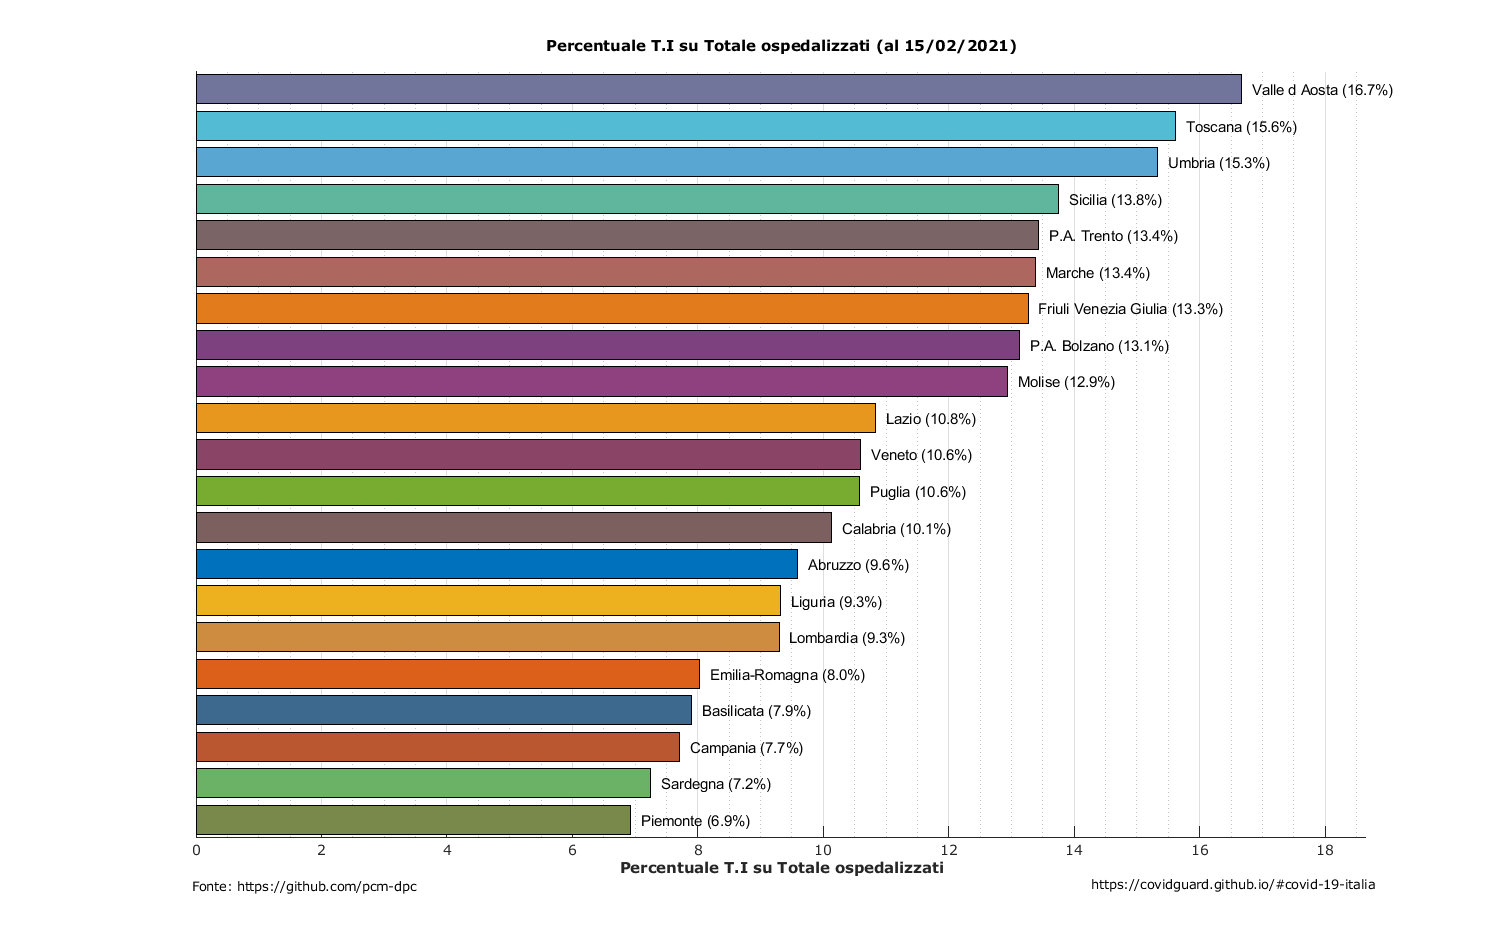 Percentuale T.I su Totale ospedalizzati (al 15/02/2021)
Valle d Aosta (16.7%)
Toscana (15.6%)
Umbria (15.3%)
Sicilia (13.8%)
P.A. Trento (13.4%)
Marche (13.4%)
Friuli Venezia Giulia (13.3%)
P.A. Bolzano (13.1%)
Molise (12.9%)
Lazio (10.8%)
Veneto (10.6%)
Puglia (10.6%)
Calabria (10.1%)
Abruzzo (9.6%)
Liguria (9.3%)
Lombardia (9.3%)
Emilia-Romagna (8.0%)
Basilicata (7.9%)
Campania (7.7%)
Sardegna (7.2%)
Piemonte (6.9%)
0 2 4 6 8 10 12 14 16 18
Percentuale T.I su Totale ospedalizzati
Fonte: https://github.com/pcm-dpc
https://covidguard.github.io/#covid-19-italia